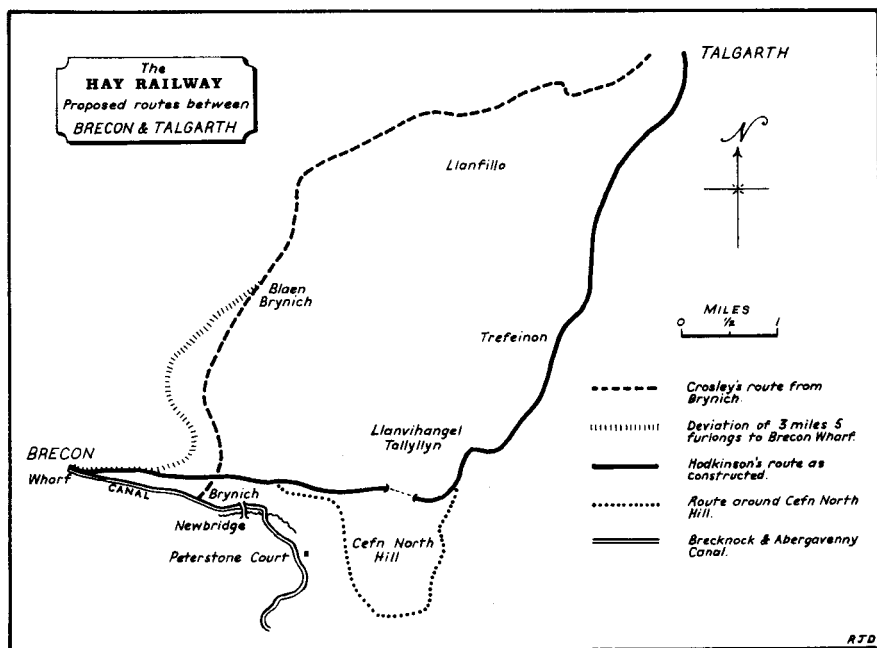 The
HAY RAILWAY
Proposed routes between
BRECON & TALGARTH
TALGARTH
N
Llanfillo
Blaen
Brynich
MILES
0 ½ 1
Trefeinon
Crosley's route from
Brynich.
Deviation of 3 miles 5
furlongs to Brecon Wharf.
Hodkinson's route as
constructed.
Route around Cefn North
Hill.
Brecknock & Abergavenny
Canal.
Llanvihangel
Tallyllyn
BRECON
Wharf
CANAL
Brynich
Newbridge
Peterstone Court
Cefn North
Hill
RJD